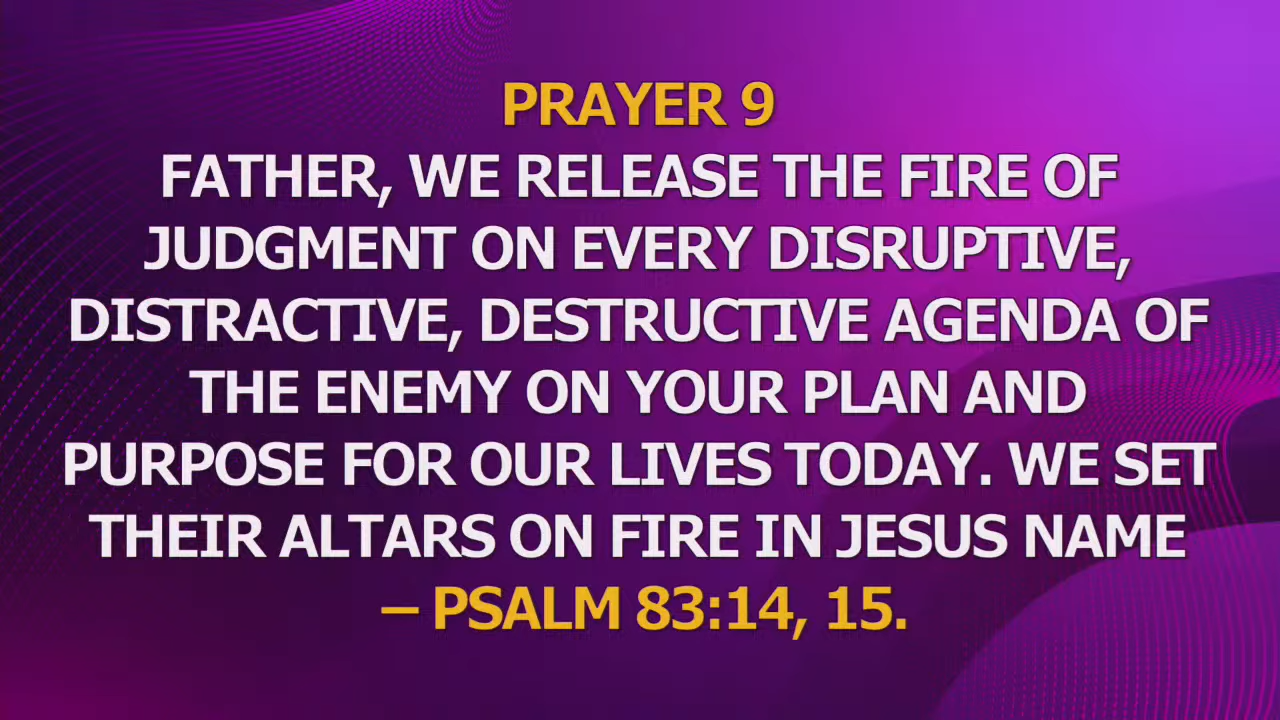 PRAYER 9
FATHER, WE RELEASE THE FIRE OF
JUDGMENT ON EVERY DISRUPTIVE,
DISTRACTIVE, DESTRUCTIVE AGENDA OF
THE ENEMY ON YOUR PLAN AND
PURPOSE FOR OUR LIVES TODAY. WE SET
THEIR ALTARS ON FIRE IN JESUS NAME
– PSALM 83:14, 15.